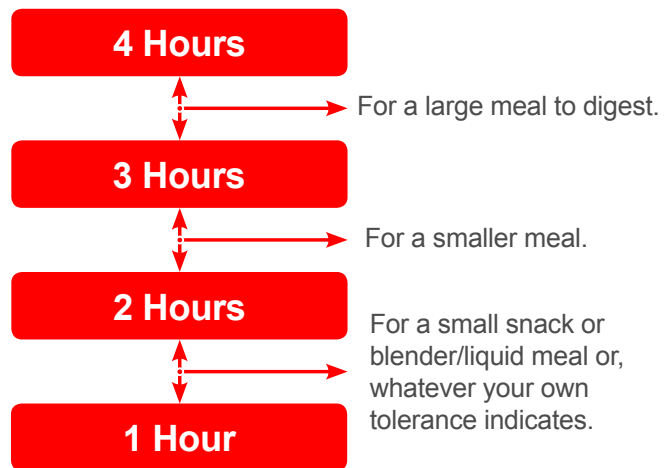 4 Hours
For a large meal to digest.
3 Hours
For a smaller meal.
2 Hours
For a small snack or
blender/liquid meal or,
whatever your own
tolerance indicates.
1 Hour